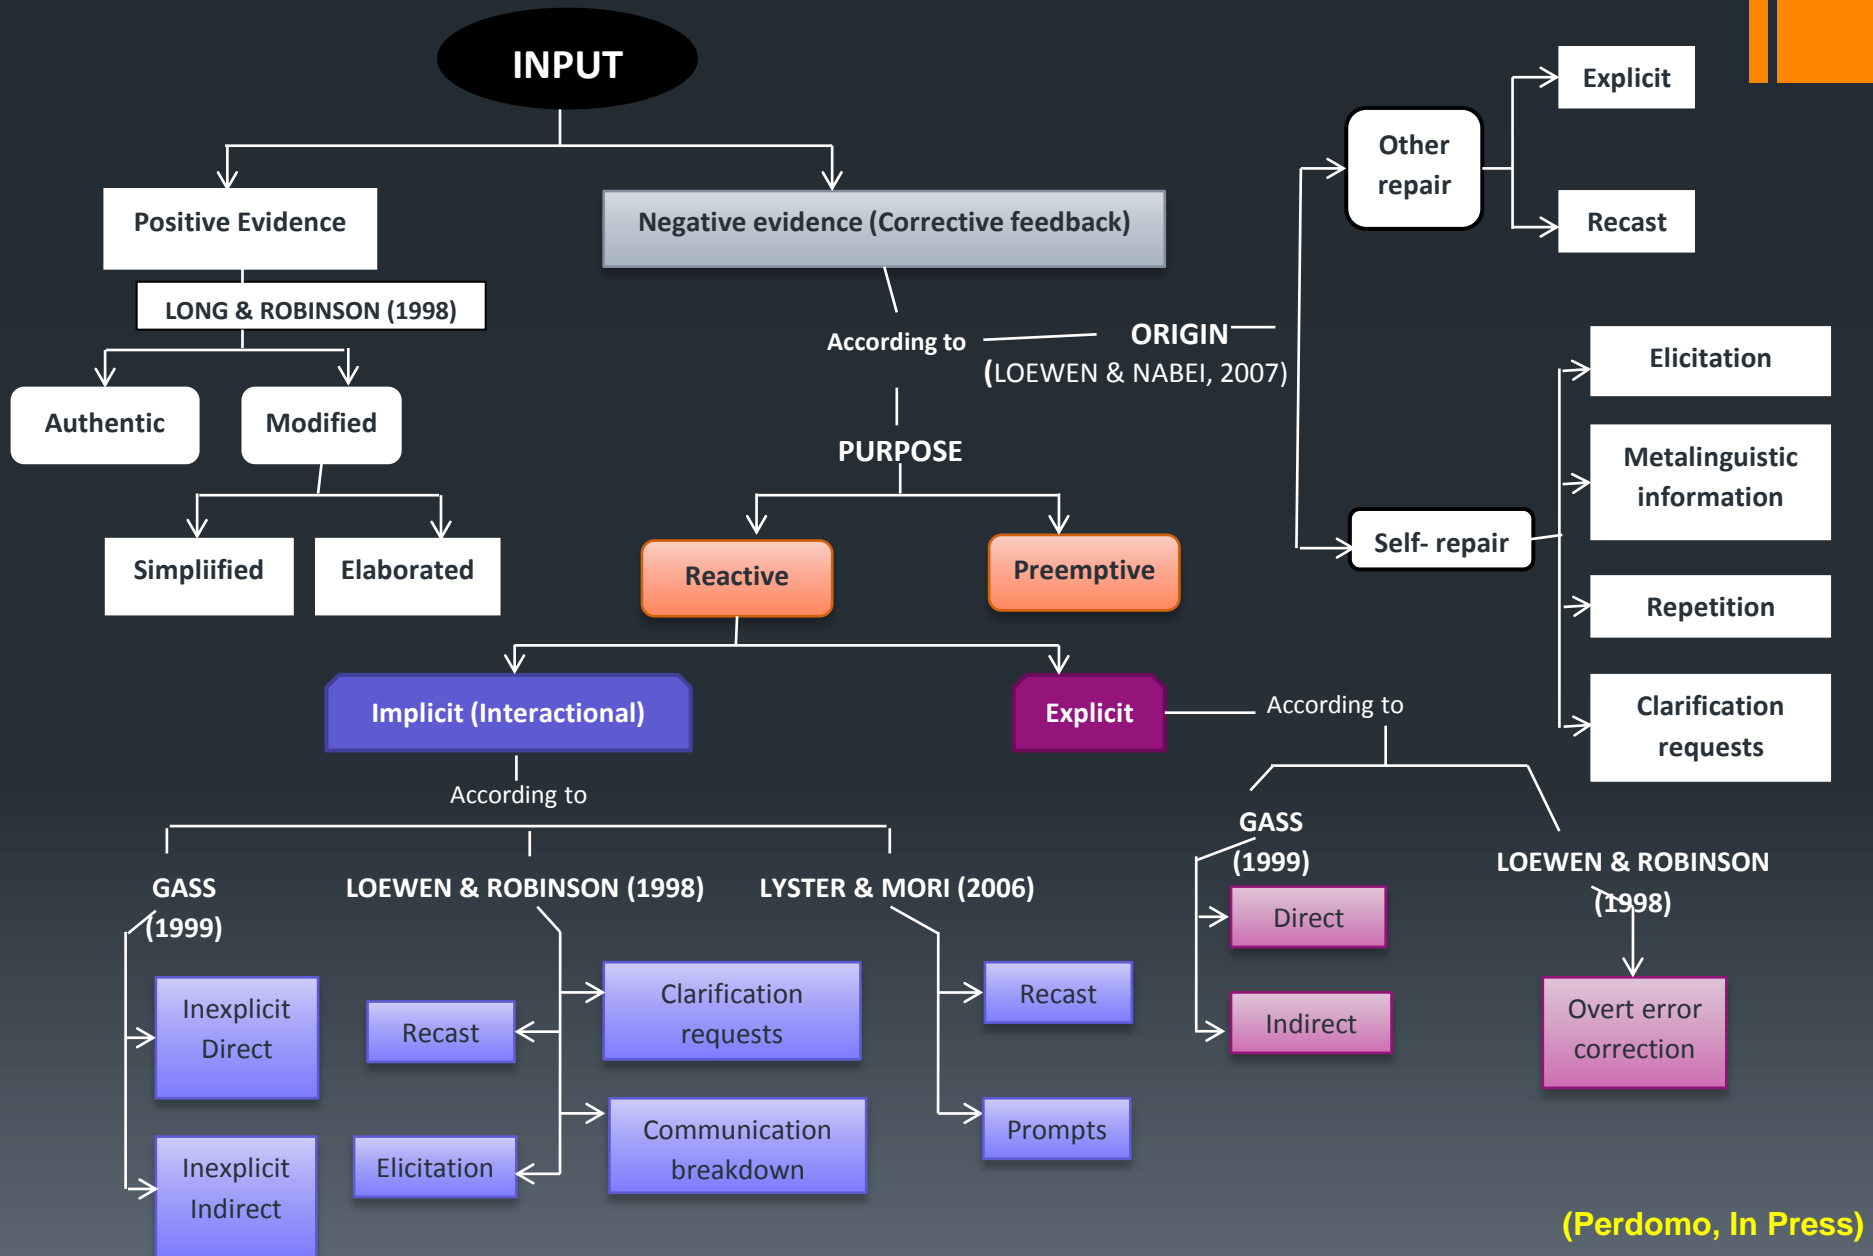 INPUT
Positive Evidence
LONG & ROBINSON (1998)
Authentic
Modified
Simpliified
Elaborated
Negative evidence (Corrective feedback)
According to
ORIGIN
(LOEWEN & NABEI, 2007)
Other
repair
Explicit
Recast
Self- repair
Elicitation
Metalinguistic
information
Repetition
Clarification
requests
PURPOSE
Reactive
Preemptive
Implicit (Interactional)
According to
GASS
(1999)
Inexplicit
Direct
Inexplicit
Indirect
LOEWEN & ROBINSON (1998)
Recast
Clarification
requests
Elicitation
Communication
breakdown
LYSTER & MORI (2006)
Recast
Prompts
Explicit
According to
GASS
(1999)
Direct
Indirect
LOEWEN & ROBINSON
(1998)
Overt error
correction
(Perdomo, In Press)